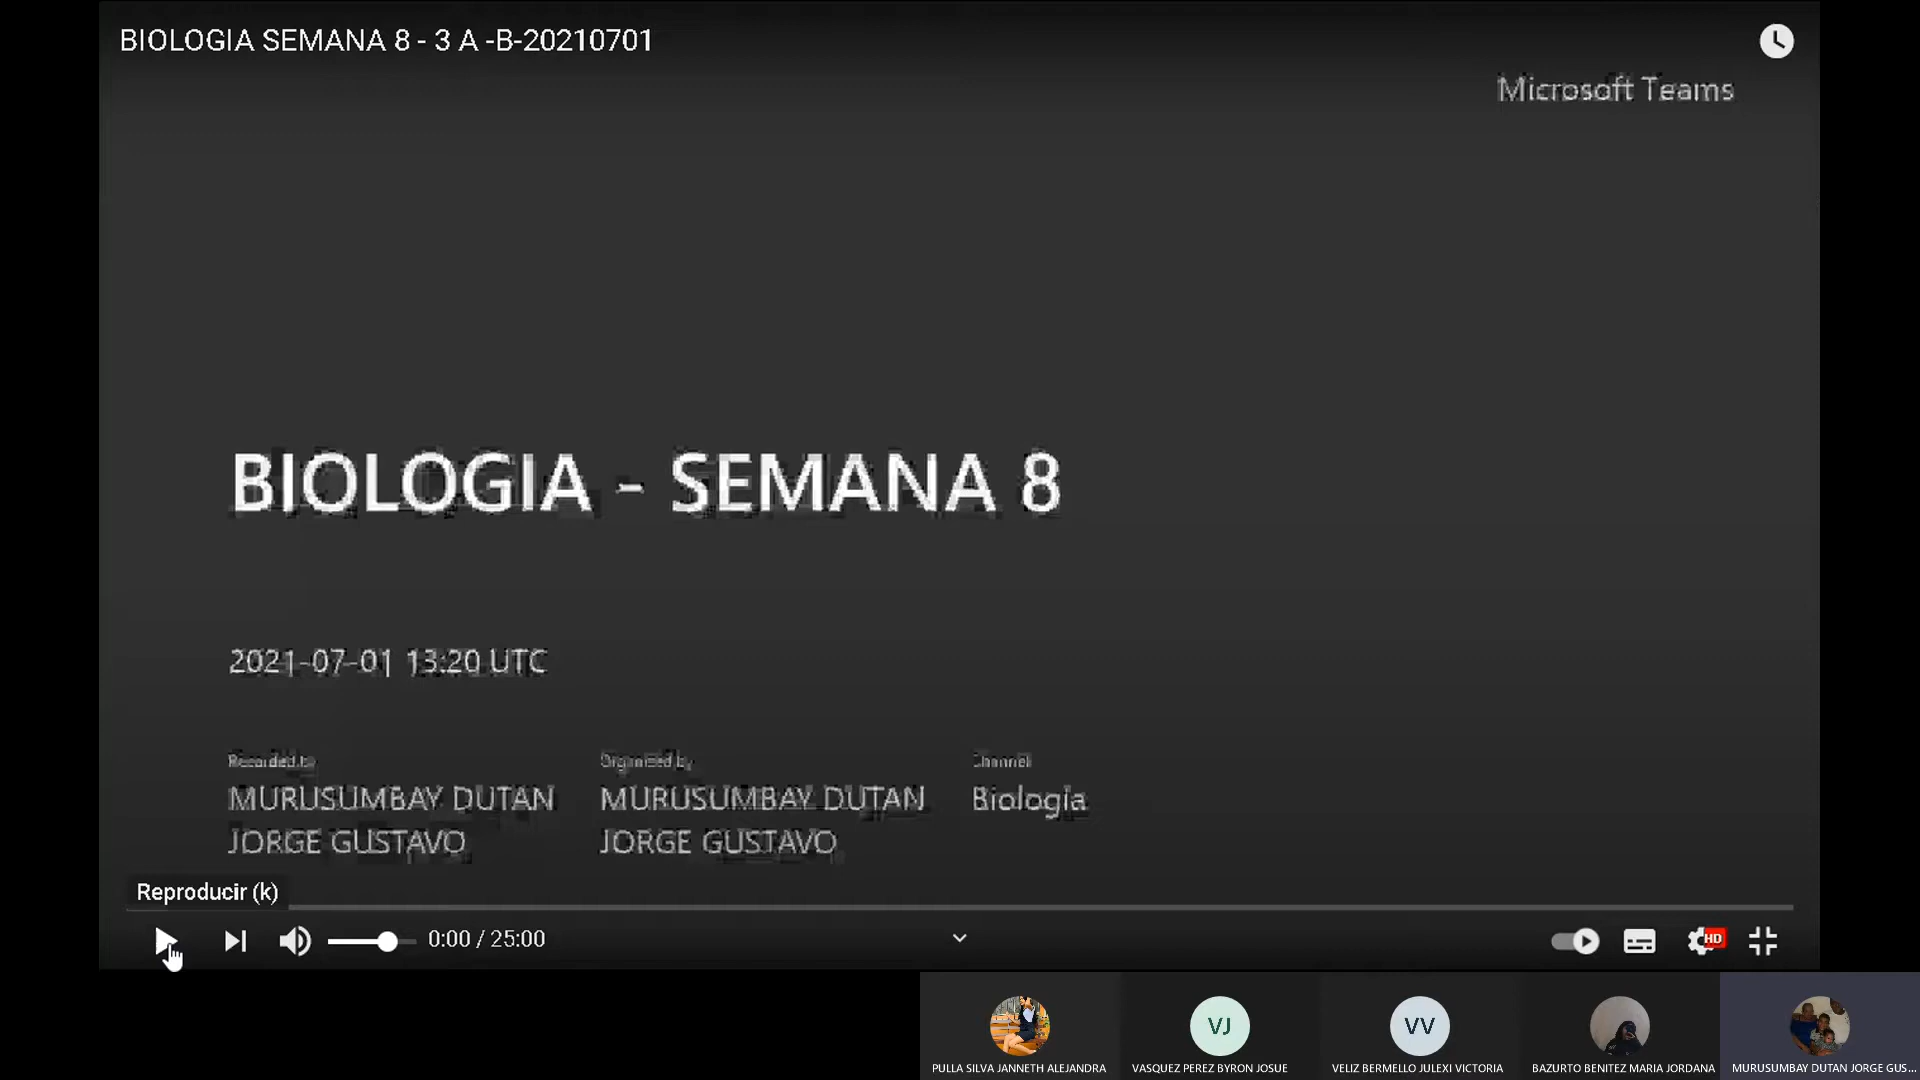 BIOLOGIA SEMANA 8 - 3 A -B-20210701
Microsoft Teams
BIOLOGIA - SEMANA 8
2021-07-01 13:20 UTC
Recorded by
Organized by
Channel
MURUSUMBAY DUTAN
JORGE GUSTAVO
MURUSUMBAY DUTAN
JORGE GUSTAVO
Biología
Reproducir (k)
0:00 / 25:00
HD
VJ
VV
PULLA SILVA JANNETH ALEJANDRA
VASQUEZ PEREZ BYRON JOSUE
VELIZ BERMELLO JULEXI VICTORIA
BAZURTO BENITEZ MARIA JORDANA
MURUSUMBAY DUTAN JORGE GUS...